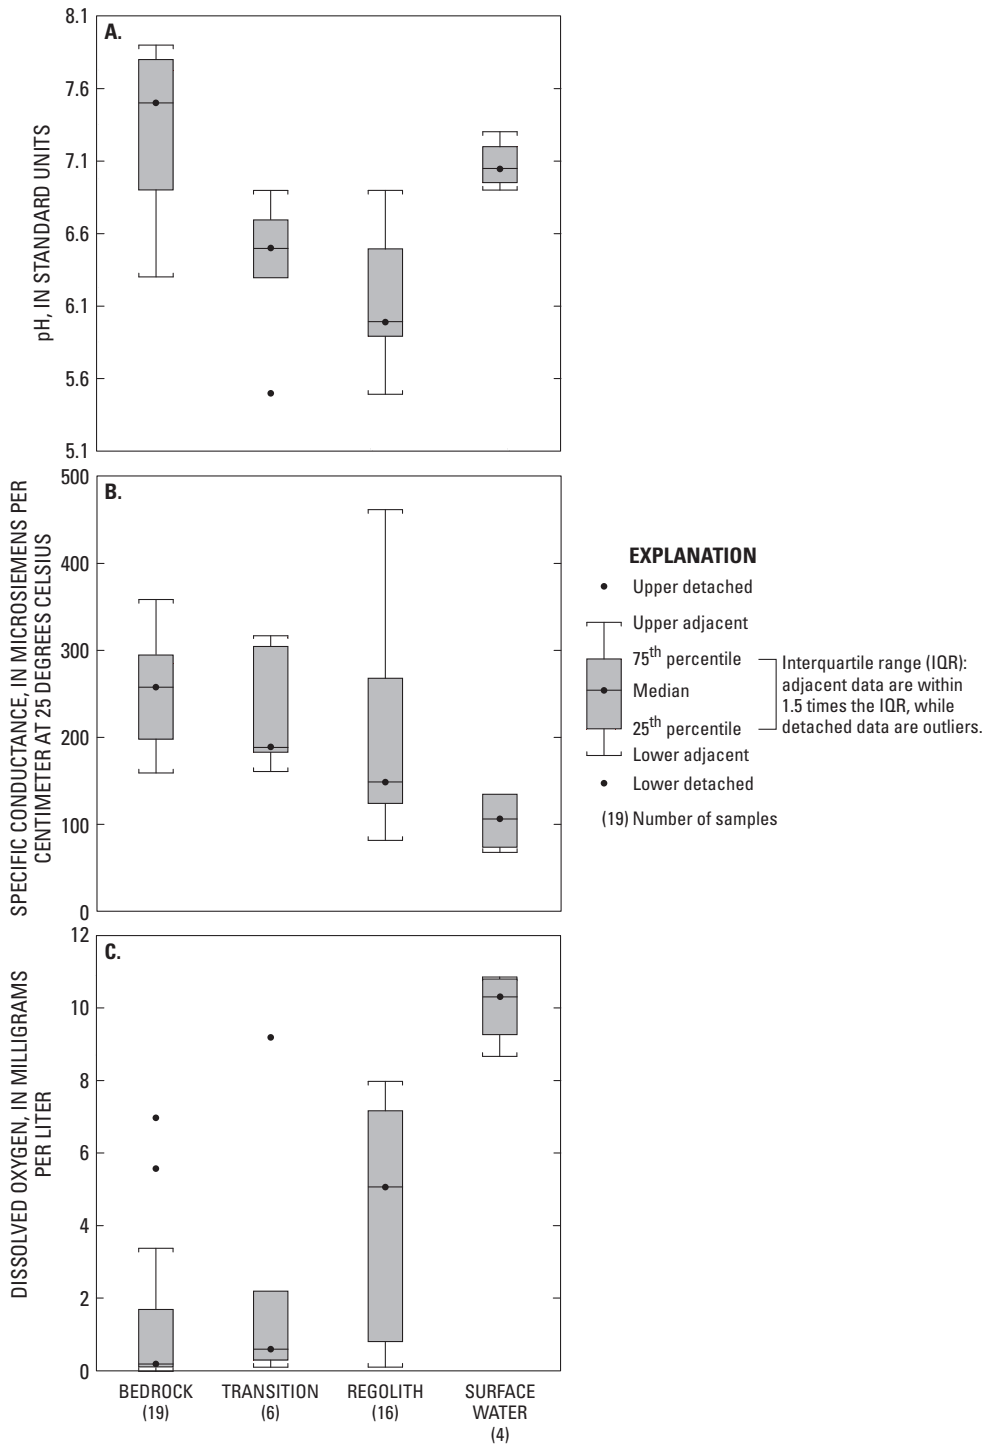 A.
8.1
7.6
7.1
6.6
6.1
5.6
5.1
pH, IN STANDARD UNITS
B.
500
400
300
200
100
0
SPECIFIC CONDUCTANCE, IN MICROSIEMENS PER
CENTIMETER AT 25 DEGREES CELSIUS
EXPLANATION
Upper detached
Upper adjacent
75th percentile
Median
25th percentile
Lower adjacent
Lower detached
Interquartile range (IQR):
adjacent data are within
1.5 times the IQR, while
detached data are outliers.
(19) Number of samples
C.
12
10
8
6
4
2
0
DISSOLVED OXYGEN, IN MILLIGRAMS
PER LITER
BEDROCK
(19)
TRANSITION
(6)
REGOLITH
(16)
SURFACE
WATER
(4)